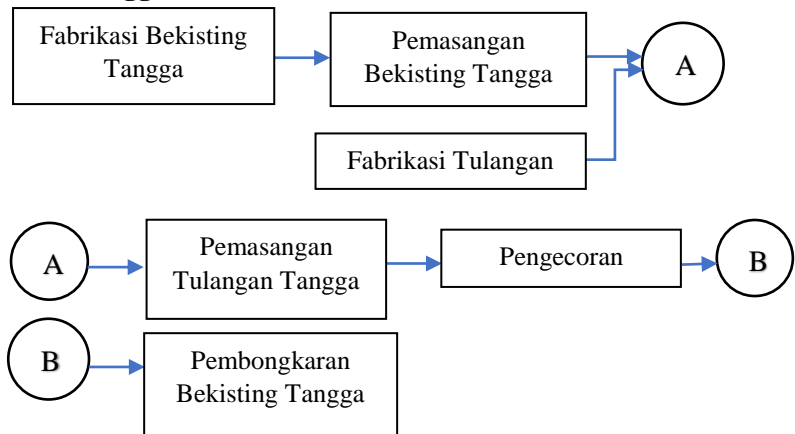 Fabrikasi Bekisting
Tangga
Pemasangan
Bekisting Tangga
A
Fabrikasi Tulangan
A
Pemasangan
Tulangan Tangga
Pengecoran
B
B
Pembongkaran
Bekisting Tangga